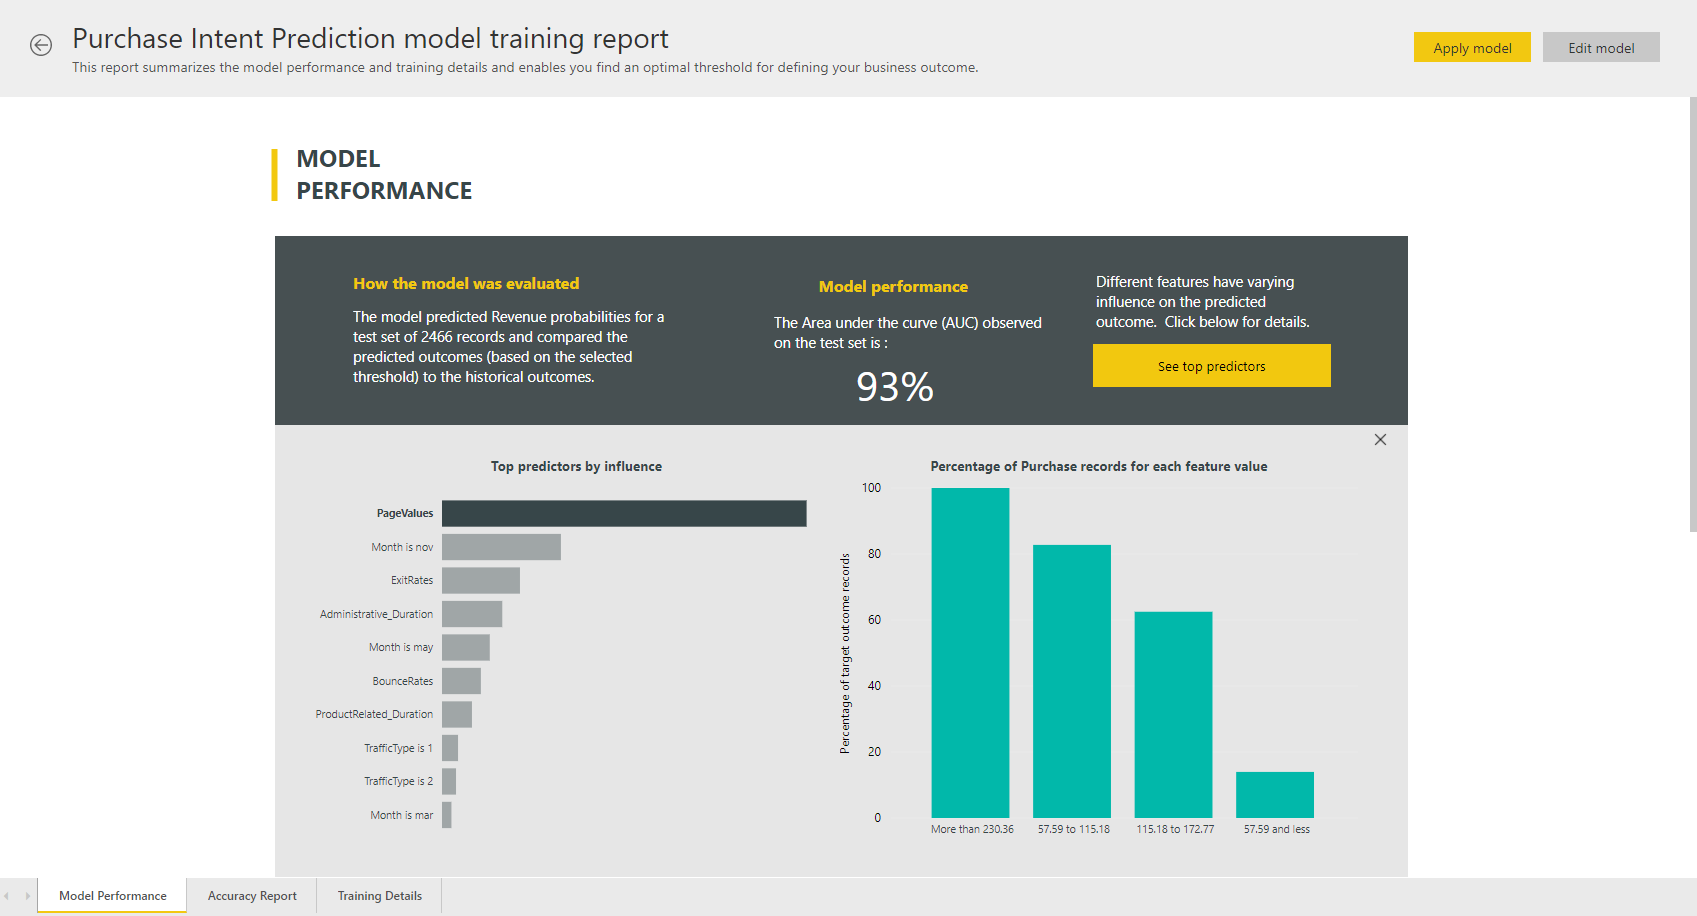 Purchase Intent Prediction model training report
This report summarizes the model performance and training details and enables you find an optimal threshold for defining your business outcome.
Apply model
Edit model
MODEL
PERFORMANCE
How the model was evaluated
The model predicted Revenue probabilities for a
test set of 2466 records and compared the
predicted outcomes (based on the selected
threshold) to the historical outcomes.
Model performance
The Area under the curve (AUC) observed
on the test set is :
93%
Different features have varying
influence on the predicted
outcome.  Click below for details.
See top predictors
Top predictors by influence
PageValues
Month is nov
ExitRates
Administrative_Duration
Month is may
BounceRates
ProductRelated_Duration
TrafficType is 1
TrafficType is 2
Month is mar
Percentage of Purchase records for each feature value
Percentage of target outcome records
100
80
60
40
20
0
More than 230.36
57.59 to 115.18
115.18 to 172.77
57.59 and less
Model Performance
Accuracy Report
Training Details